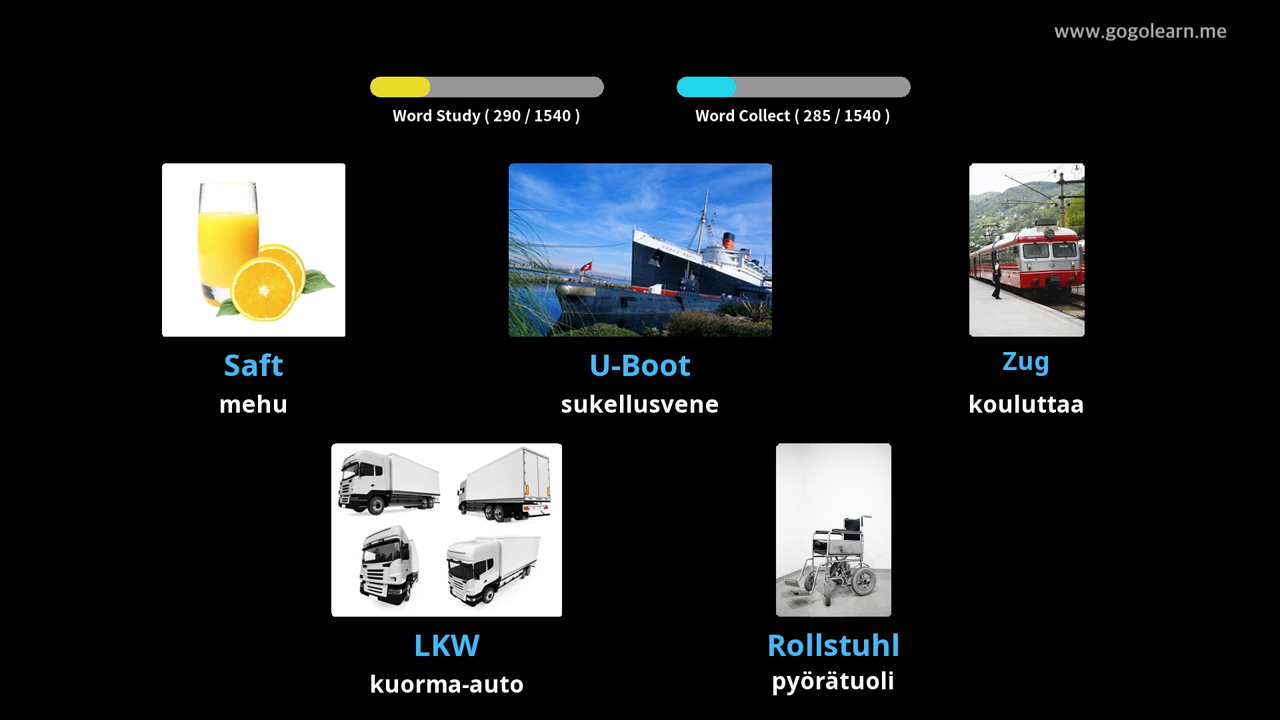 www.gogolearn.me
Word Study ( 290 / 1540 )
Word Collect ( 285 / 1540 )
Saft
mehu
U-Boot
sukellusvene
Zug
kouluttaa
LKW
kuorma-auto
Rollstuhl
pyörätuoli